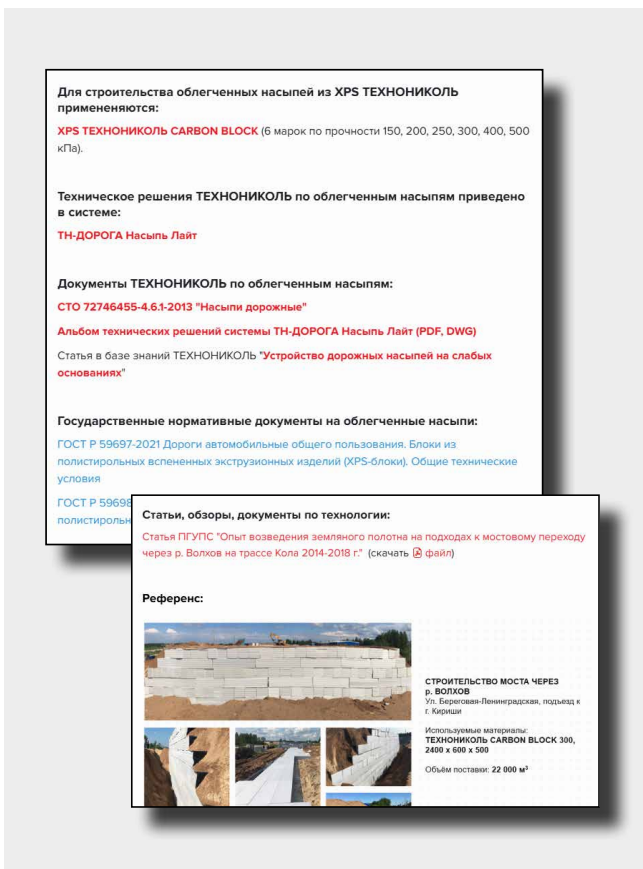 Для строительства облегченных насыпей из XPS ТЕХНОНИКОЛЬ
примененяются:
XPS ТЕХНОНИКОЛЬ CARBON BLOCK (6 марок по прочности 150, 200, 250, 300, 400, 500
кПа).
Техническое решения ТЕХНОНИКОЛЬ по облегченным насыпям приведено
в системе:
ТН-ДОРОГА Насыпь Лайт
Документы ТЕХНОНИКОЛЬ по облегченным насыпям:
СТО 72746455-4.6.1-2013 "Насыпи дорожные"
Альбом технических решений системы ТН-ДОРОГА Насыпь Лайт (PDF, DWG)
Статья в базе знаний ТЕХНОНИКОЛЬ "Устройство дорожных насыпей на слабых
основаниях"
Государственные нормативные документы на облегченные насыпи:
ГОСТ Р 59697-2021 Дороги автомобильные общего пользования. Блоки из
полистирольных вспененных экструзионных изделий (XPS-блоки). Общие технические
условия
ГОСТ Р 59698
полистирольн
Статьи, обзоры, документы по технологии:
Статья ПГУПС "Опыт возведения земляного полотна на подходах к мостовому переходу
через р. Волхов на трассе Кола 2014-2018 г." (скачать файл)
Референс:
СТРОИТЕЛЬСТВО МОСТА ЧЕРЕЗ
р. ВОЛХОВ
Ул. Береговая-Ленинградская, подъезд к
г. Кириши
Используемые материалы:
ТЕХНОНИКОЛЬ CARBON BLOCK 300,
2400 x 600 x 500
Объём поставки: 22 000 м³